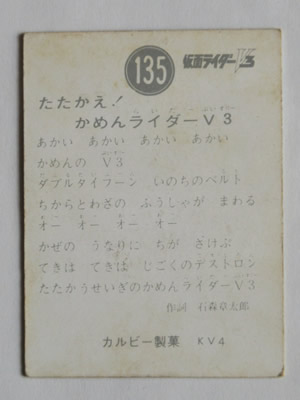 135
仮面ライダーV3
たたかえ!
かめんライダーV3
あかい あかい あかい あかい
かめんの V3
ダブルタイフーン いのちのベルト
ちからとわざの ふうしゃが まわる
オー オー オー オー
かぜの うなりに ちが さけぶ
てきは てきは じごくのデストロン
たたかうせいぎのかめんライダーV3
作詞 石森章太郎
カルビー製菓 KV4